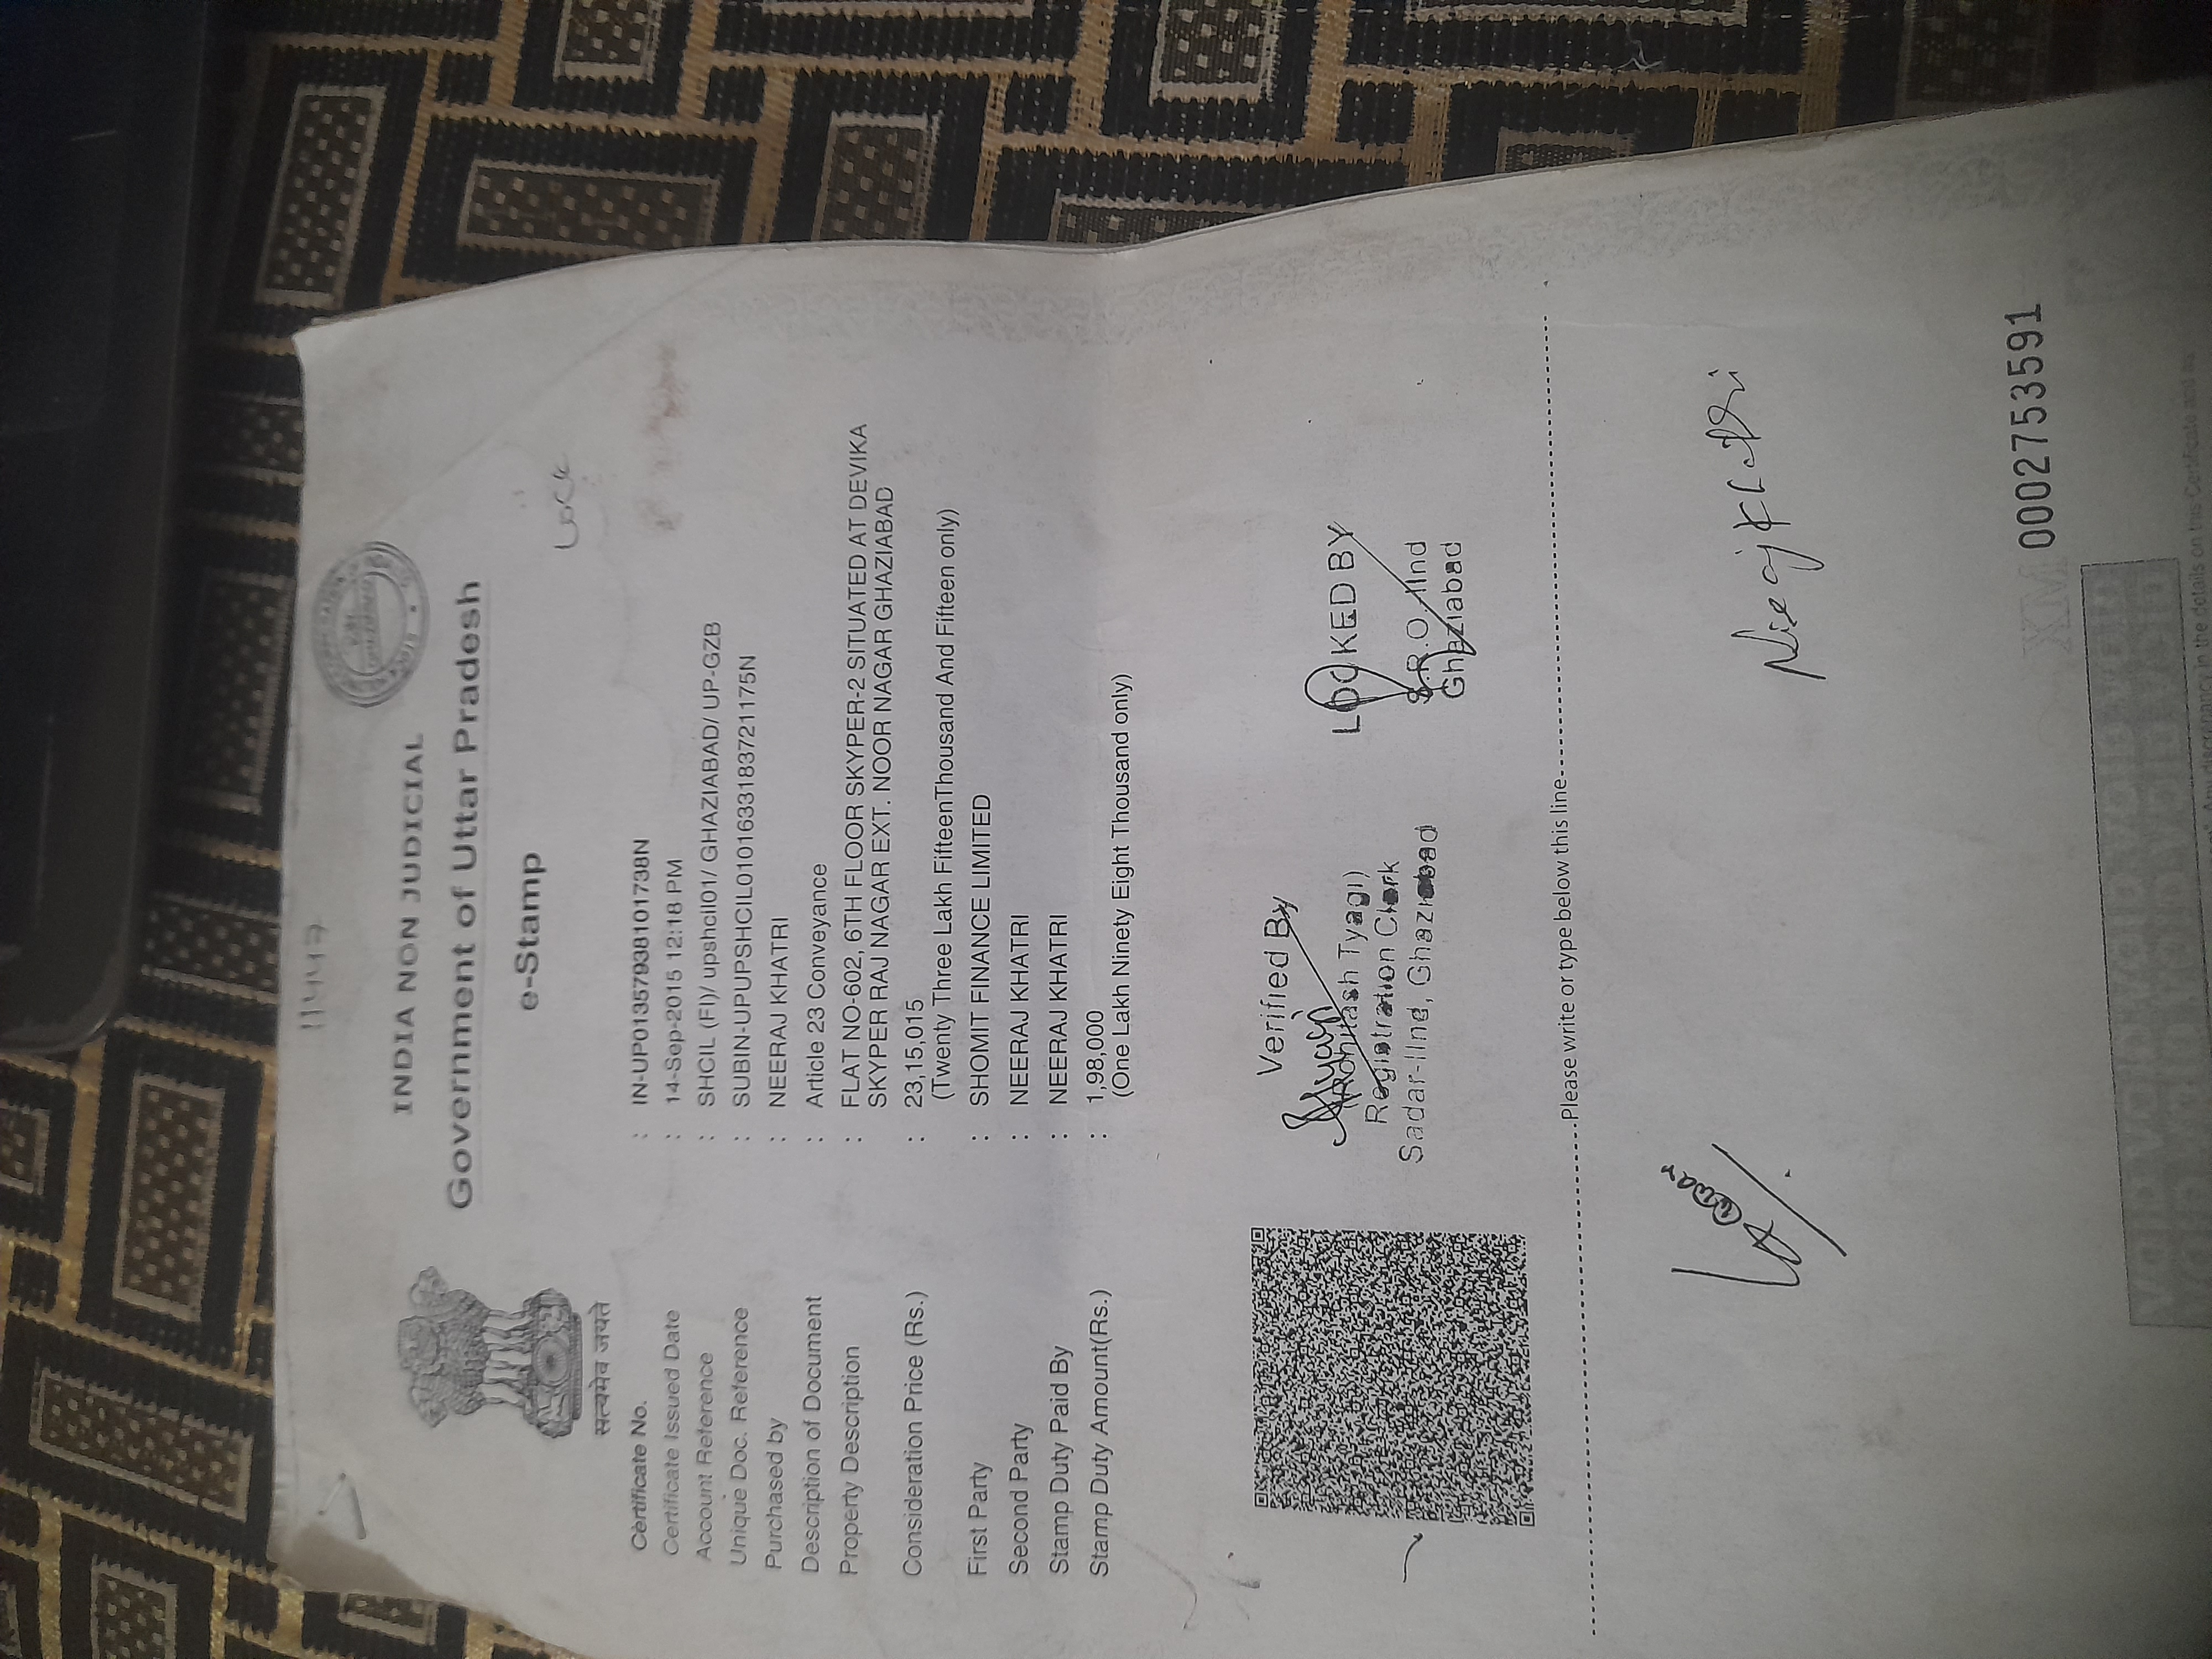 11447
INDIA NON JUDICIAL
Government of Uttar Pradesh
e-Stamp
Lock
सत्यमेव जयते
Certificate No. : IN-UP01357938101738N
Certificate Issued Date : 14-Sep-2015 12:18 PM
Account Reference : SHCIL (FI)/ upshcil01/ GHAZIABAD/ UP-GZB
Unique Doc. Reference : SUBIN-UPUPSHCIL0101633183721175N
Purchased by : NEERAJ KHATRI
Description of Document : Article 23 Conveyance
Property Description : FLAT NO-602, 6TH FLOOR SKYPER-2 SITUATED AT DEVIKA
SKYPER RAJ NAGAR EXT. NOOR NAGAR GHAZIABAD
Consideration Price (Rs.) : 23,15,015
(Twenty Three Lakh FifteenThousand And Fifteen only)
First Party : SHOMIT FINANCE LIMITED
Second Party : NEERAJ KHATRI
Stamp Duty Paid By : NEERAJ KHATRI
Stamp Duty Amount(Rs.) : 1,98,000
(One Lakh Ninety Eight Thousand only)
Verified By
(Rohitash Tyagi)
Registration Clerk
Sadar-IInd, Ghaziabad
LOCKED BY
S.R.O.-IInd
Ghaziabad
Please write or type below this line
Neeraj Khatri
0002753591
Any discrepancy in the details on this Certificate and as